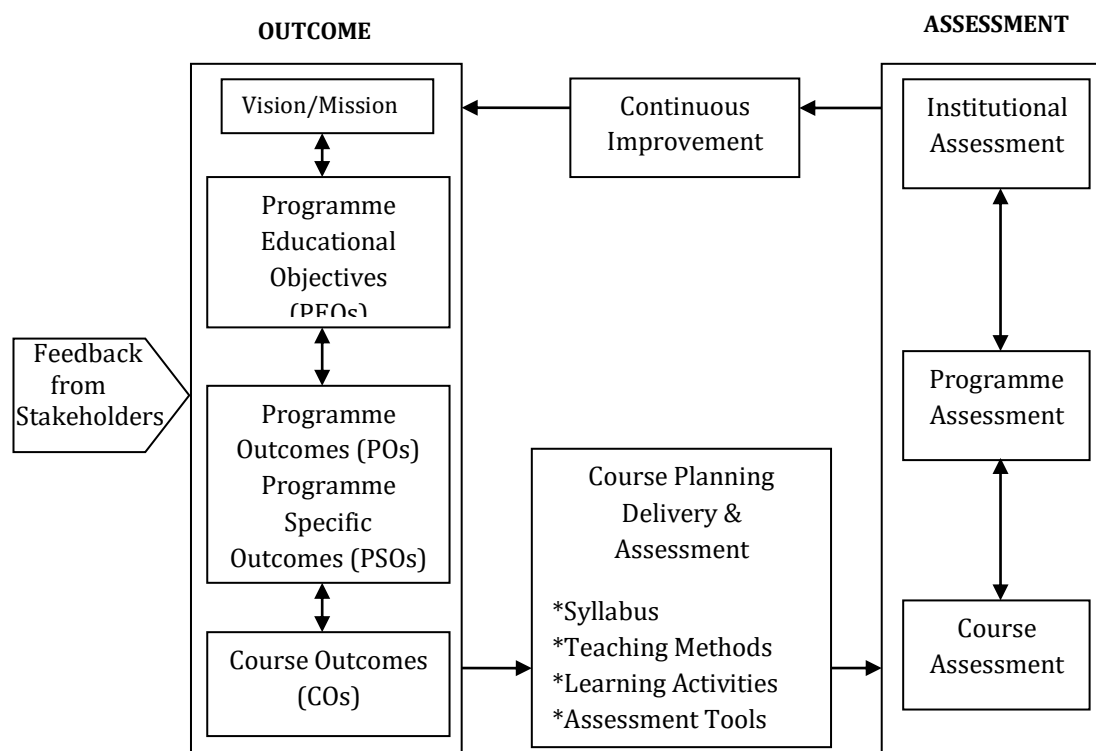 OUTCOME
ASSESSMENT
Vision/Mission
Programme
Educational
Objectives
(PEOs)
Feedback
from
Stakeholders
Programme
Outcomes (POs)
Programme
Specific
Outcomes (PSOs)
Course Outcomes
(COs)
Continuous
Improvement
Course Planning
Delivery &
Assessment
*Syllabus
*Teaching Methods
*Learning Activities
*Assessment Tools
Institutional
Assessment
Programme
Assessment
Course
Assessment